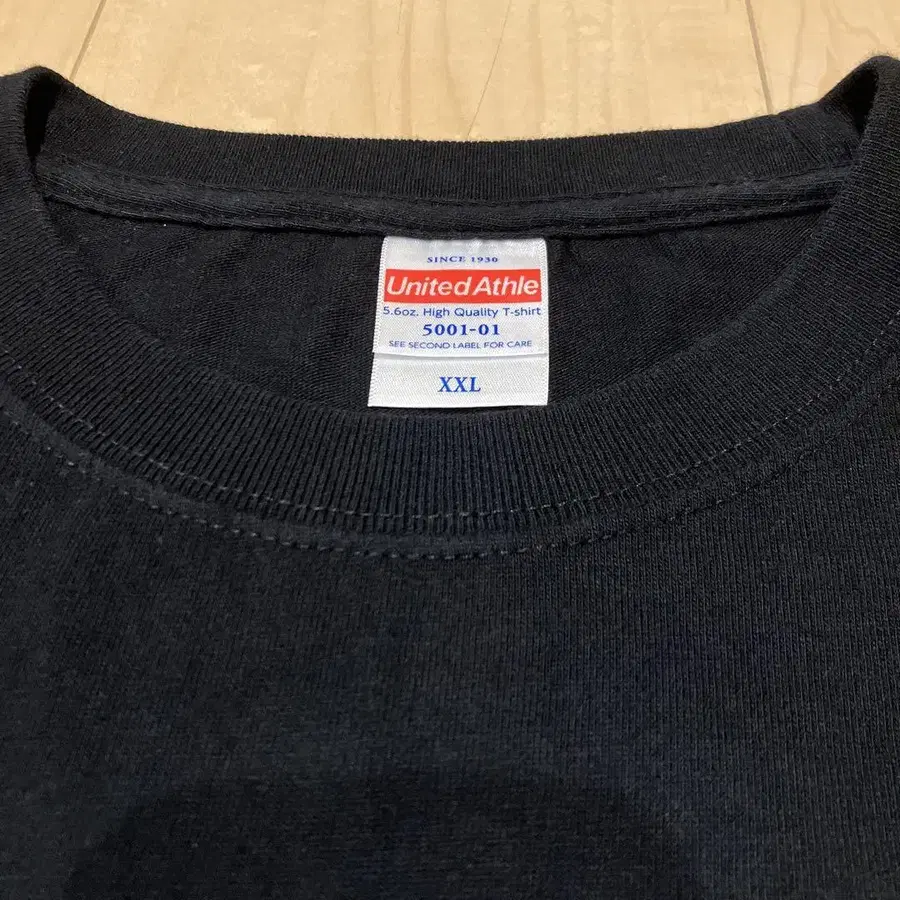 SINCE 1930
United Athle
5.6oz. High Quality T-shirt
5001-01
SEE SECOND LABEL FOR CARE
XXL